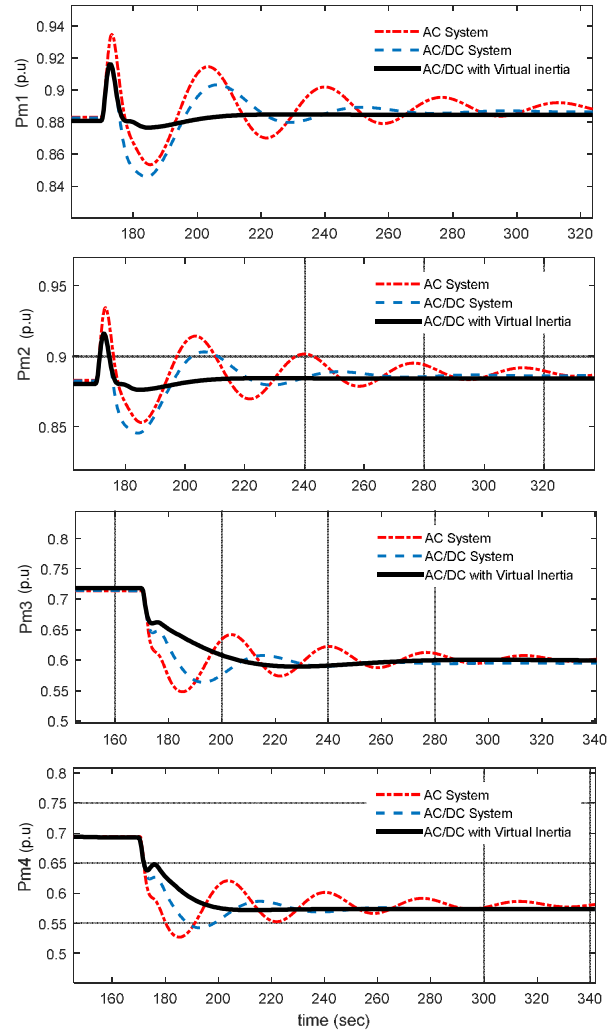 0.94
0.92
0.9
0.88
0.86
0.84
Pm1 (p.u)
AC System
AC/DC System
AC/DC with Virtual inertia
180 200 220 240 260 280 300 320
0.95
0.9
0.85
Pm2 (p.u)
AC System
AC/DC System
AC/DC with Virtual Inertia
180 200 220 240 260 280 300 320
0.8
0.75
0.7
0.65
0.6
0.55
0.5
Pm3 (p.u)
AC System
AC/DC System
AC/DC with Virtual Inertia
160 180 200 220 240 260 280 300 320 340
0.8
0.75
0.7
0.65
0.6
0.55
0.5
Pm4 (p.u)
AC System
AC/DC System
AC/DC with Virtual Inertia
160 180 200 220 240 260 280 300 320 340
time (sec)